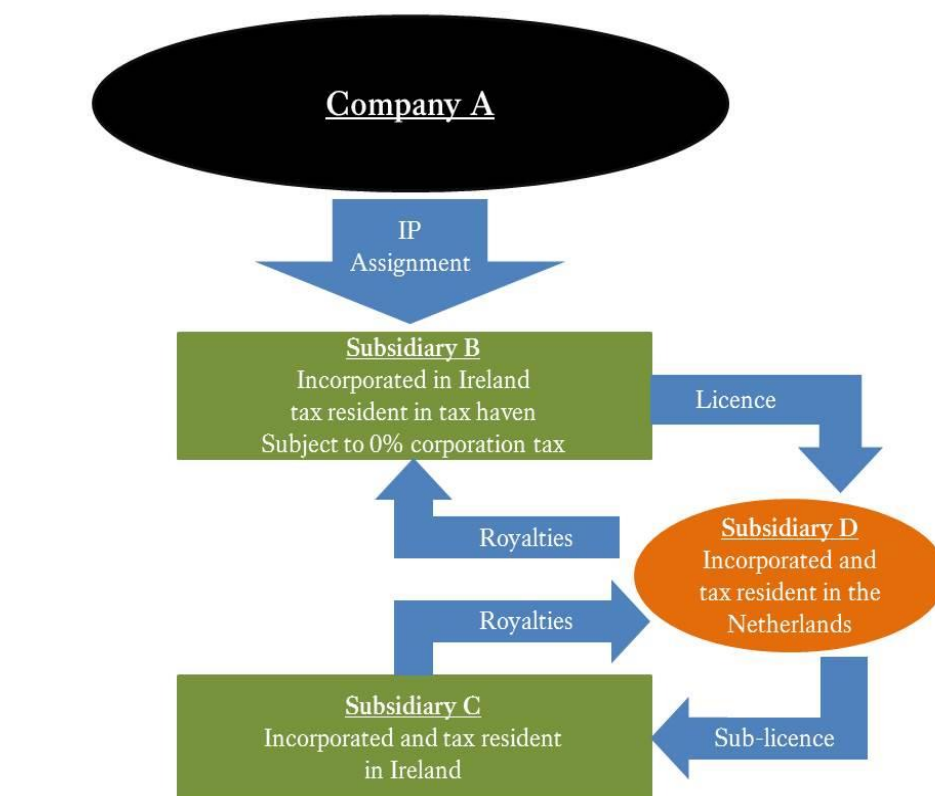 Company A
IP
Assignment
Subsidiary B
Incorporated in Ireland
tax resident in tax haven
Subject to 0% corporation tax
Licence
Royalties
Subsidiary D
Incorporated and
tax resident in the
Netherlands
Royalties
Subsidiary C
Incorporated and tax resident
in Ireland
Sub-licence